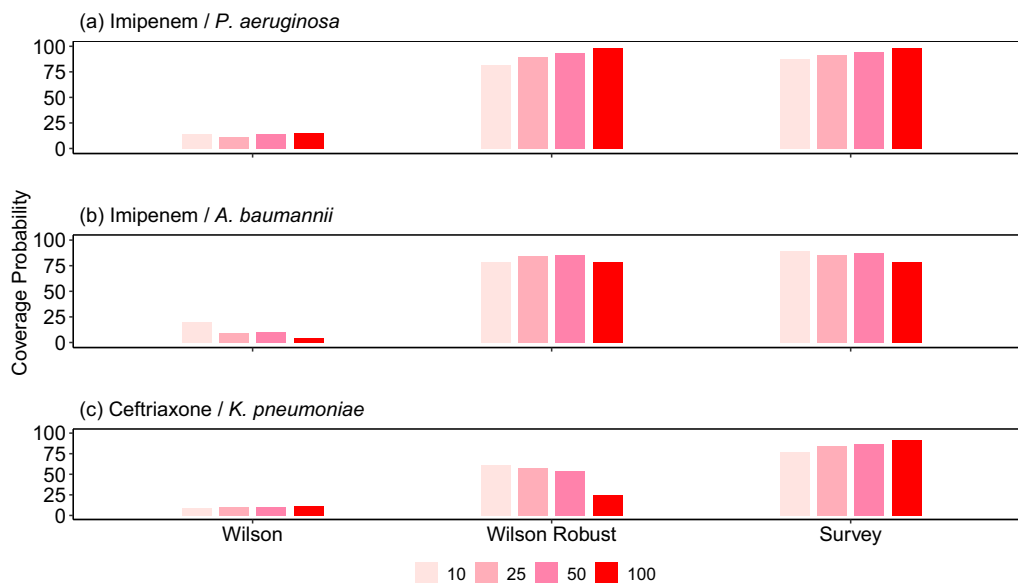 (a) Imipenem / P. aeruginosa
100
75
25
0
(b) Imipenem / A. baumannii
100
75
50
25
0
(c) Ceftriaxone / K. pneumoniae
100
75
50
25
0
Coverage Probability
Wilson Wilson Robust Survey
10 25 50 100